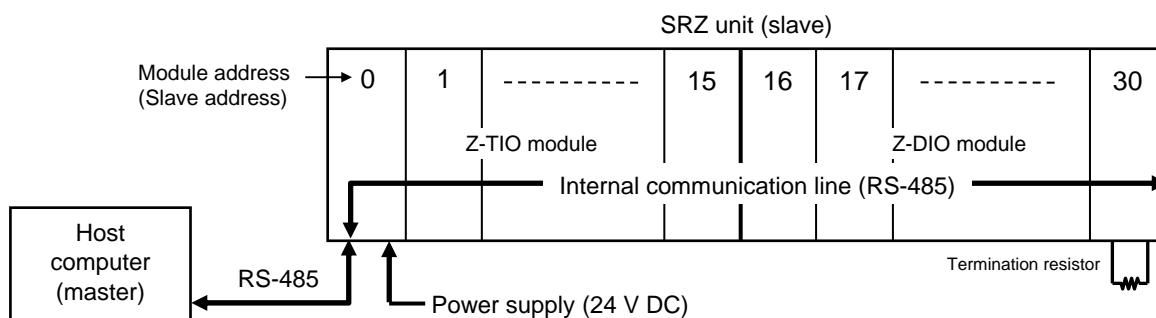 SRZ unit (slave)
Module address
(Slave address)
0
1
15
16
17
30
Z-TIO module
Z-DIO module
Internal communication line (RS-485)
Host
computer
(master)
RS-485
Termination resistor
Power supply (24 V DC)